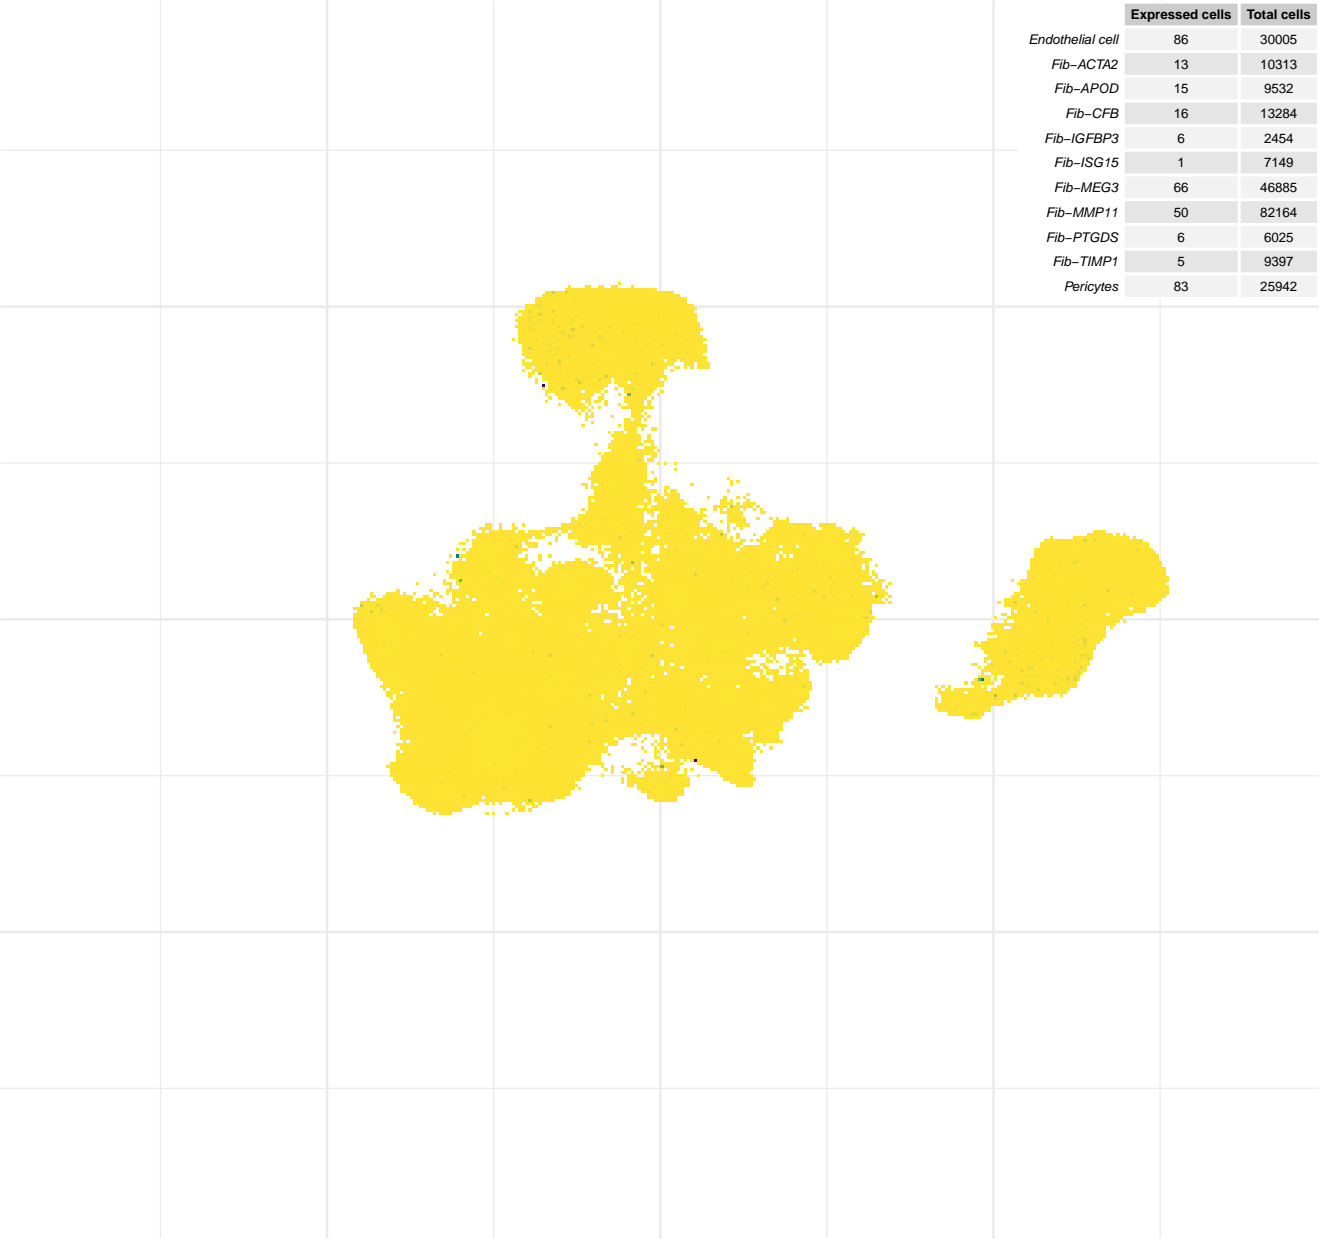 Expressed cells Total cells
Endothelial cell 86 30005
Fib−ACTA2 13 10313
Fib−APOD 15 9532
Fib−CFB 16 13284
Fib−IGFBP3 6 2454
Fib−ISG15 1 7149
Fib−MEG3 66 46885
Fib−MMP11 50 82164
Fib−PTGDS 6 6025
Fib−TIMP1 5 9397
Pericytes 83 25942